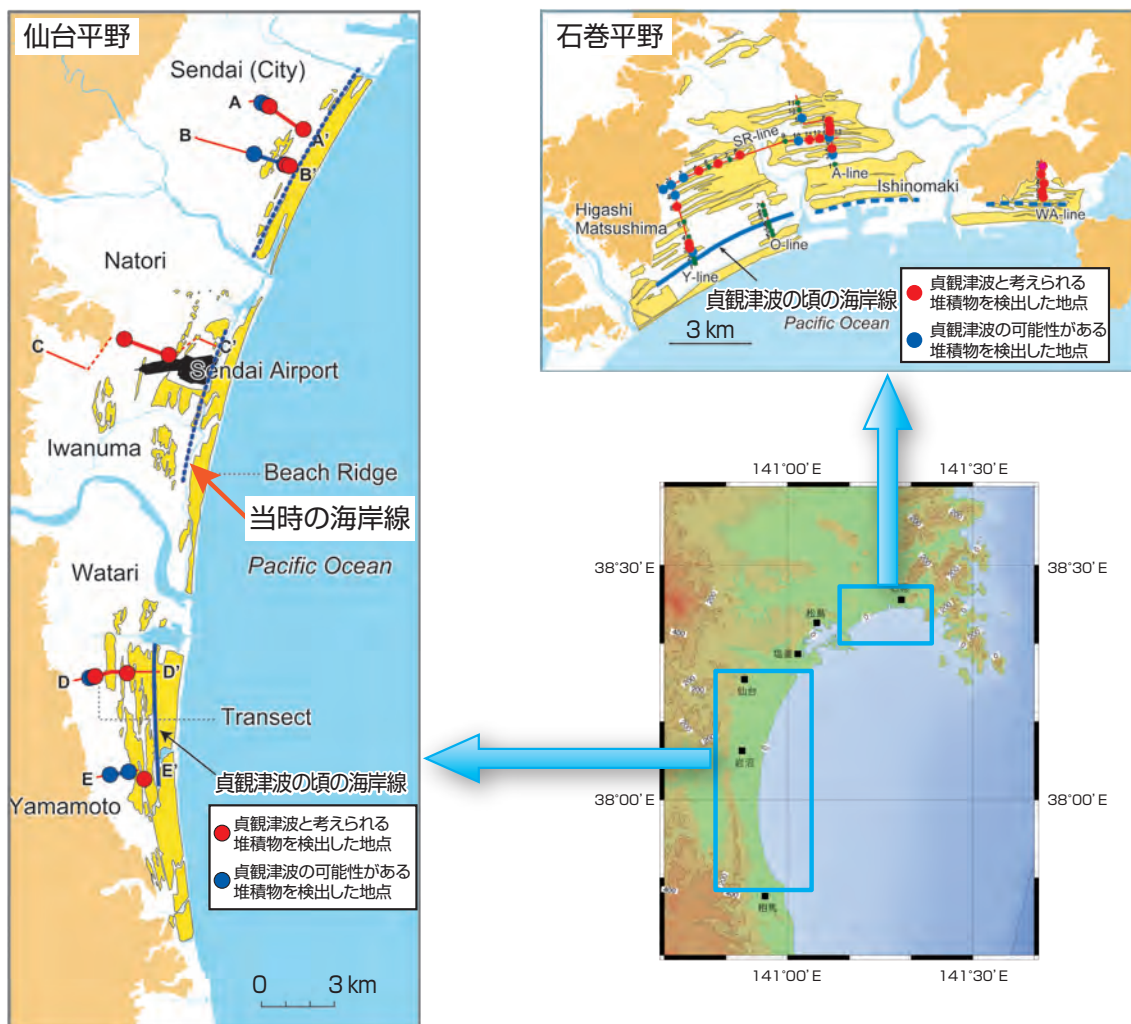 仙台平野
Sendai (City)
A
A'
B
B'
Natori
C
C'
Sendai Airport
Iwanuma
Beach Ridge
当時の海岸線
Pacific Ocean
Watari
D
D'
Transect
E
E'
貞観津波の頃の海岸線
Yamamoto
貞観津波と考えられる
堆積物を検出した地点
貞観津波の可能性がある
堆積物を検出した地点
0 3 km
石巻平野
SR-line
A-line
Ishinomaki
Higashi
Matsushima
WA-line
O-line
Y-line
貞観津波の頃の海岸線
Pacific Ocean
3 km
貞観津波と考えられる
堆積物を検出した地点
貞観津波の可能性がある
堆積物を検出した地点
141°00' E
141°30' E
38°30' E
38°30' E
松島
塩釜
仙台
岩沼
38°00' E
38°00' E
相馬
141°00' E
141°30' E